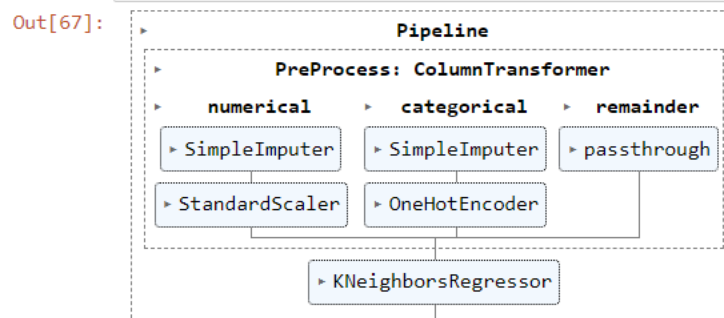 Out[67]:
Pipeline
PreProcess: ColumnTransformer
numerical categorical remainder
SimpleImputer SimpleImputer passthrough
StandardScaler OneHotEncoder
KNeighborsRegressor